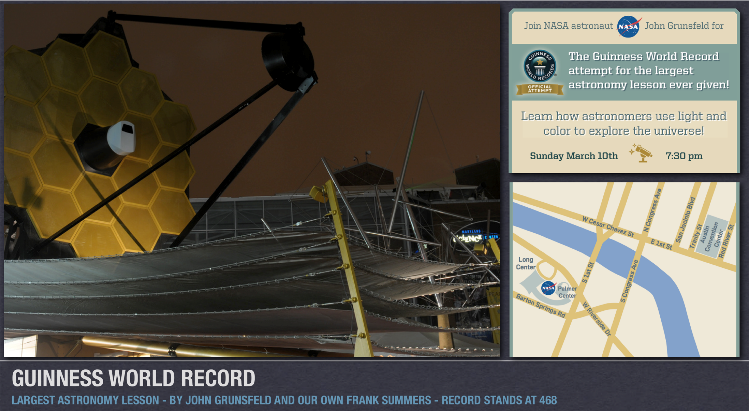 Join NASA astronaut NASA John Grunsfeld for
GUINNESS WORLD RECORDS
OFFICIAL ATTEMPT
The Guinness World Record
attempt for the largest
astronomy lesson ever given!
Learn how astronomers use light and
color to explore the universe!
Sunday March 10th 7:30 pm
W Cesar Chavez St
N Congress Ave
E 1st St
San Jacinto Blvd
Trinity St
Austin
Convention
Center
Red River St
Long
Center
NASA
Palmer
Center
S 1st St
S Congress Ave
Barton Springs Rd
W Riverside Dr
GUINNESS WORLD RECORD
LARGEST ASTRONOMY LESSON - BY JOHN GRUNSFELD AND OUR OWN FRANK SUMMERS - RECORD STANDS AT 468